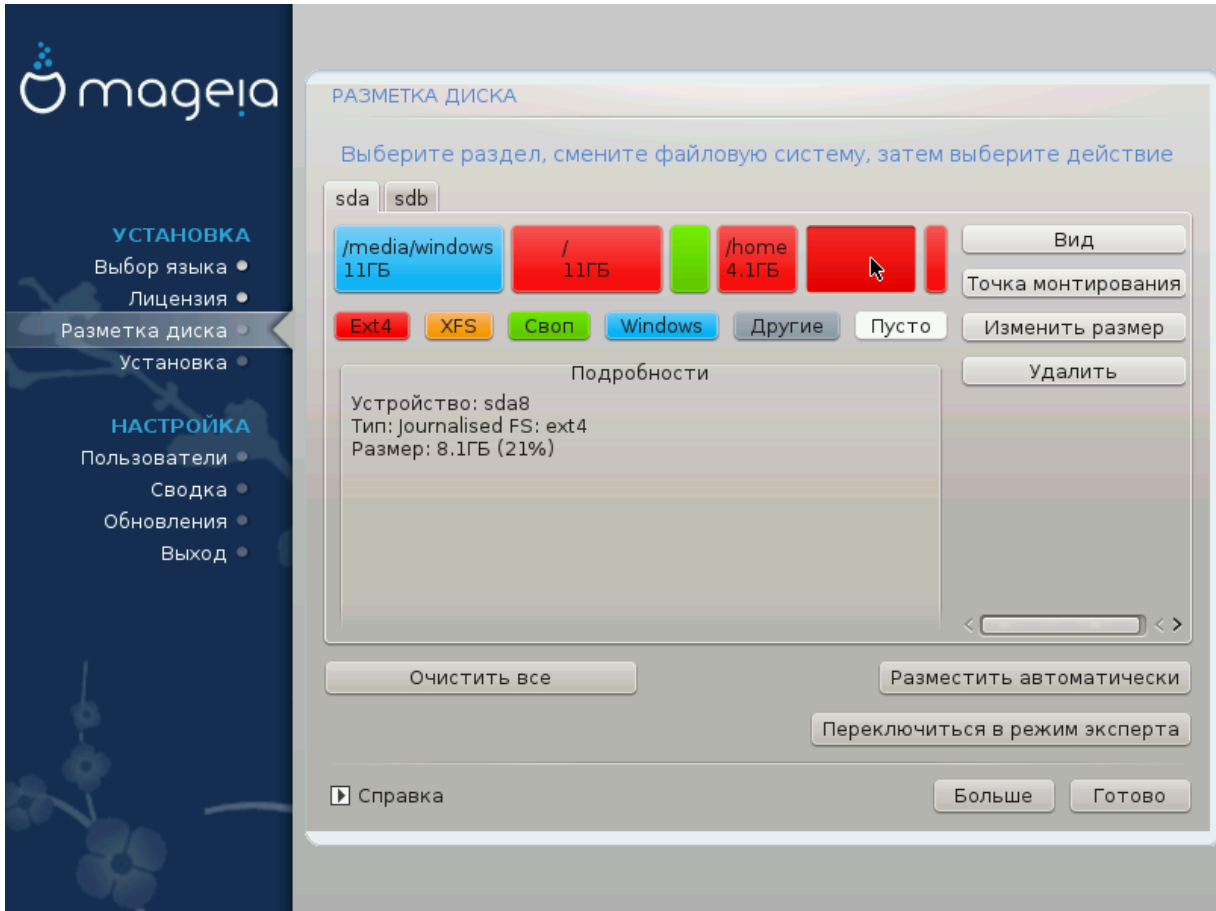 mageia
УСТАНОВКА
Выбор языка
Лицензия
Разметка диска
Установка
НАСТРОЙКА
Пользователи
Сводка
Обновления
Выход
РАЗМЕТКА ДИСКА
Выберите раздел, смените файловую систему, затем выберите действие
sda sdb
/media/windows
11ГБ
/
11ГБ
/home
4.1ГБ
Ext4 XFS Своп Windows Другие Пусто
Вид
Точка монтирования
Изменить размер
Удалить
Подробности
Устройство: sda8
Тип: Journalised FS: ext4
Размер: 8.1ГБ (21%)
Очистить все
Разместить автоматически
Переключиться в режим эксперта
Справка
Больше
Готово